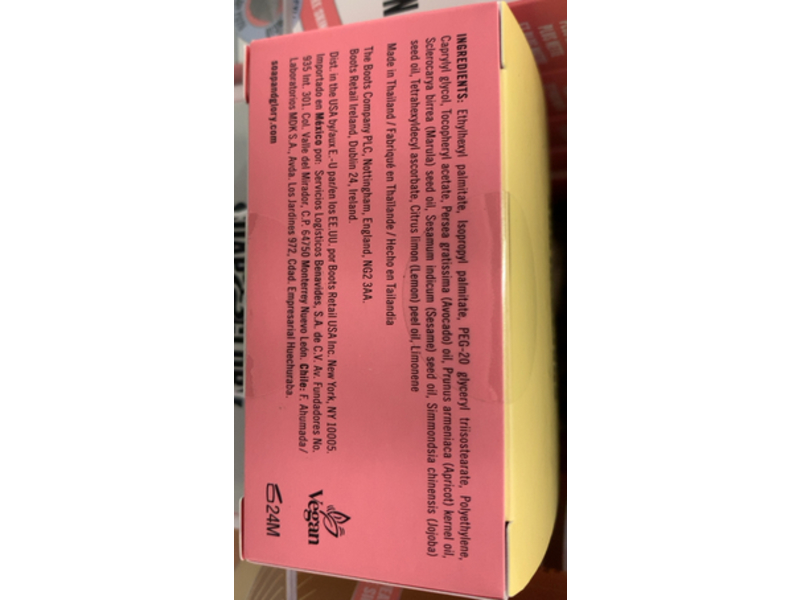 INGREDIENTS: Ethylhexyl palmitate, Isopropyl palmitate, PEG-20 glyceryl triisostearate, Polyethylene,
Caprylyl glycol, Tocopheryl acetate, Persea gratissima (Avocado) oil, Prunus armeniaca (Apricot) kernel oil,
Sclerocarya birrea (Marula) seed oil, Sesamum indicum (Sesame) seed oil, Simmondsia chinensis (Jojoba)
seed oil, Tetrahexyldecyl ascorbate, Citrus limon (Lemon) peel oil, Limonene
Made in Thailand / Fabriqué en Thaïlande / Hecho en Tailandia
The Boots Company PLC, Nottingham, England, NG2 3AA.
Boots Retail Ireland, Dublin 24, Ireland.
Dist. in the USA by/aux E.-U par/en los EE.UU. por Boots Retail USA Inc. New York, NY 10005.
Importado en México por: Servicios Logísticos Benavides, S.A. de C.V. Av. Fundadores No.
935 Int. 301. Col. Valle del Mirador, C.P. 64750 Monterrey Nuevo León. Chile: F. Ahumada/
Laboratorios MDK S.A., Avda. Los Jardines 972, Cdad. Empresarial Huechuraba.
soapandglory.com
Vegan
24M